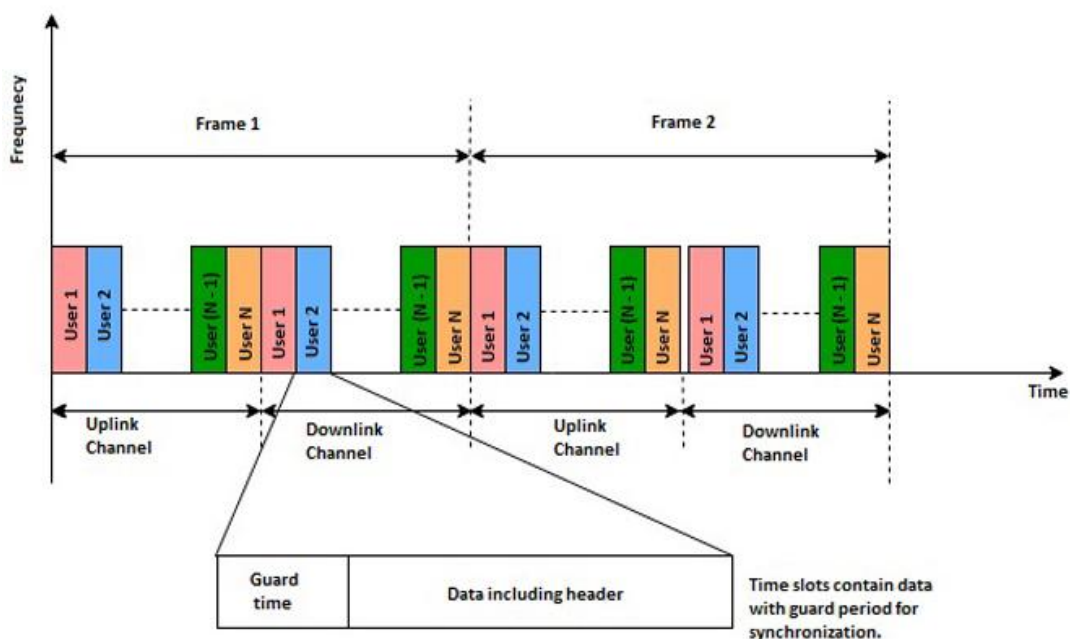 Frequnecy
Frame 1
Frame 2
User 1
User 2
User (N - 1)
User N
User 1
User 2
User (N - 1)
User N
User 1
User 2
User (N - 1)
User N
User 1
User 2
User (N - 1)
User N
Time
Uplink
Channel
Downlink
Channel
Uplink
Channel
Downlink
Channel
Guard
time
Data including header
Time slots contain data
with guard period for
synchronization.